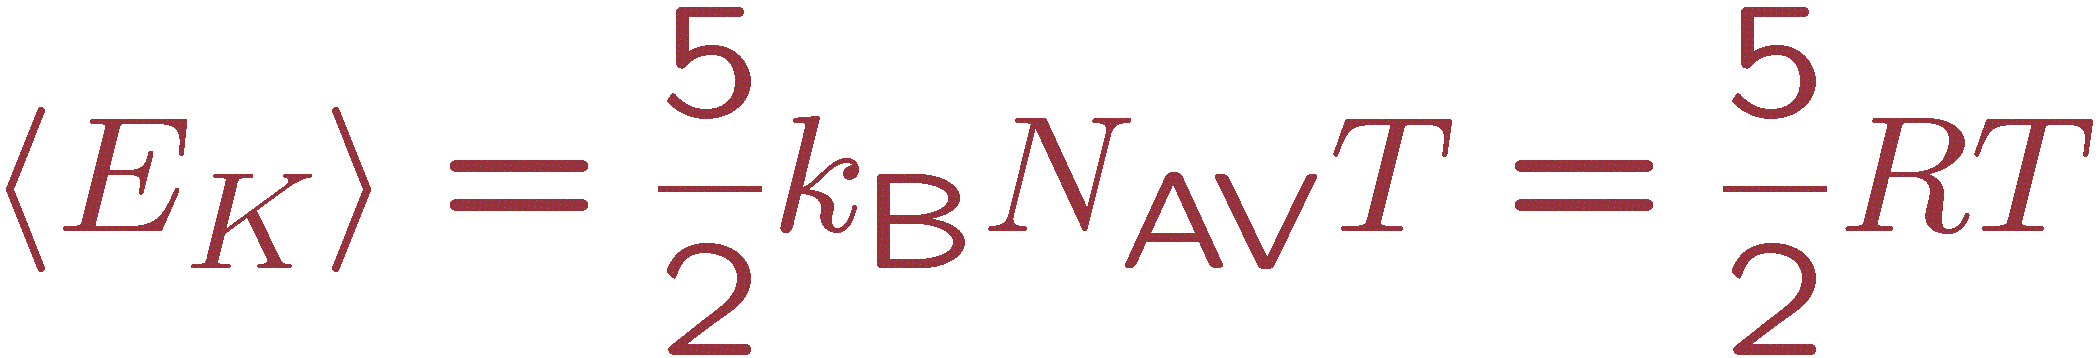 ⟨E_K⟩ = 5/2 k_B N_AV T = 5/2 RT